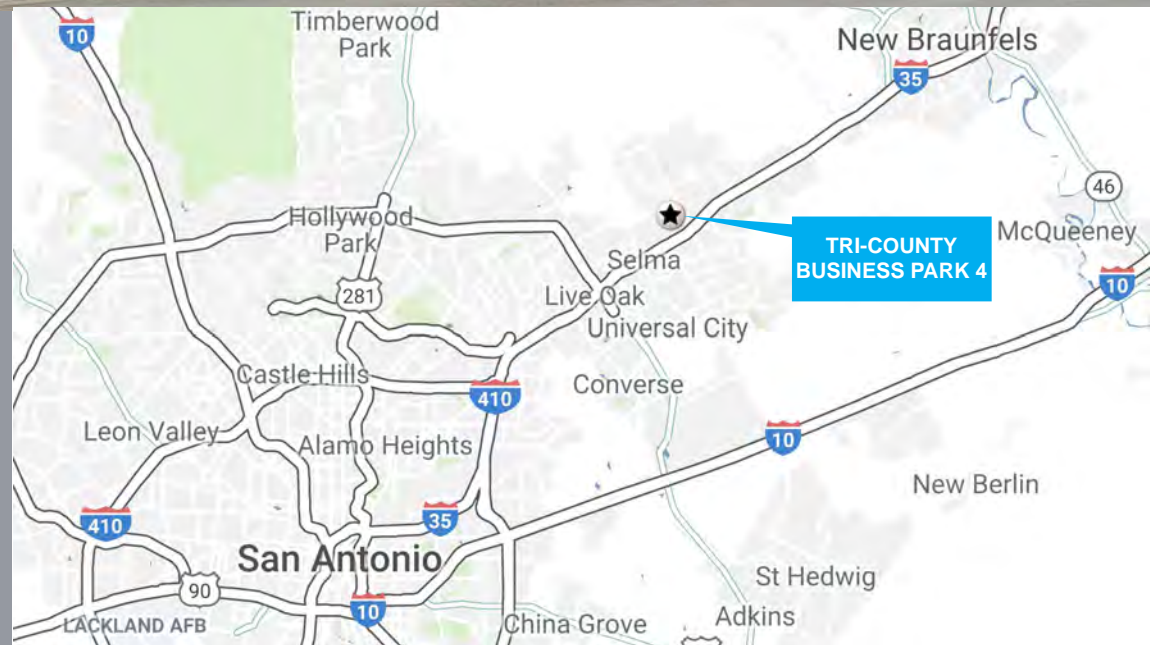 Timberwood
Park
10
New Braunfels
35
46
Hollywood
Park
McQueeney
TRI-COUNTY
BUSINESS PARK 4
Selma
10
281
Live Oak
Universal City
Castle Hills
Converse
410
Leon Valley
Alamo Heights
10
New Berlin
410
35
San Antonio
St Hedwig
90
10
LACKLAND AFB
China Grove
Adkins